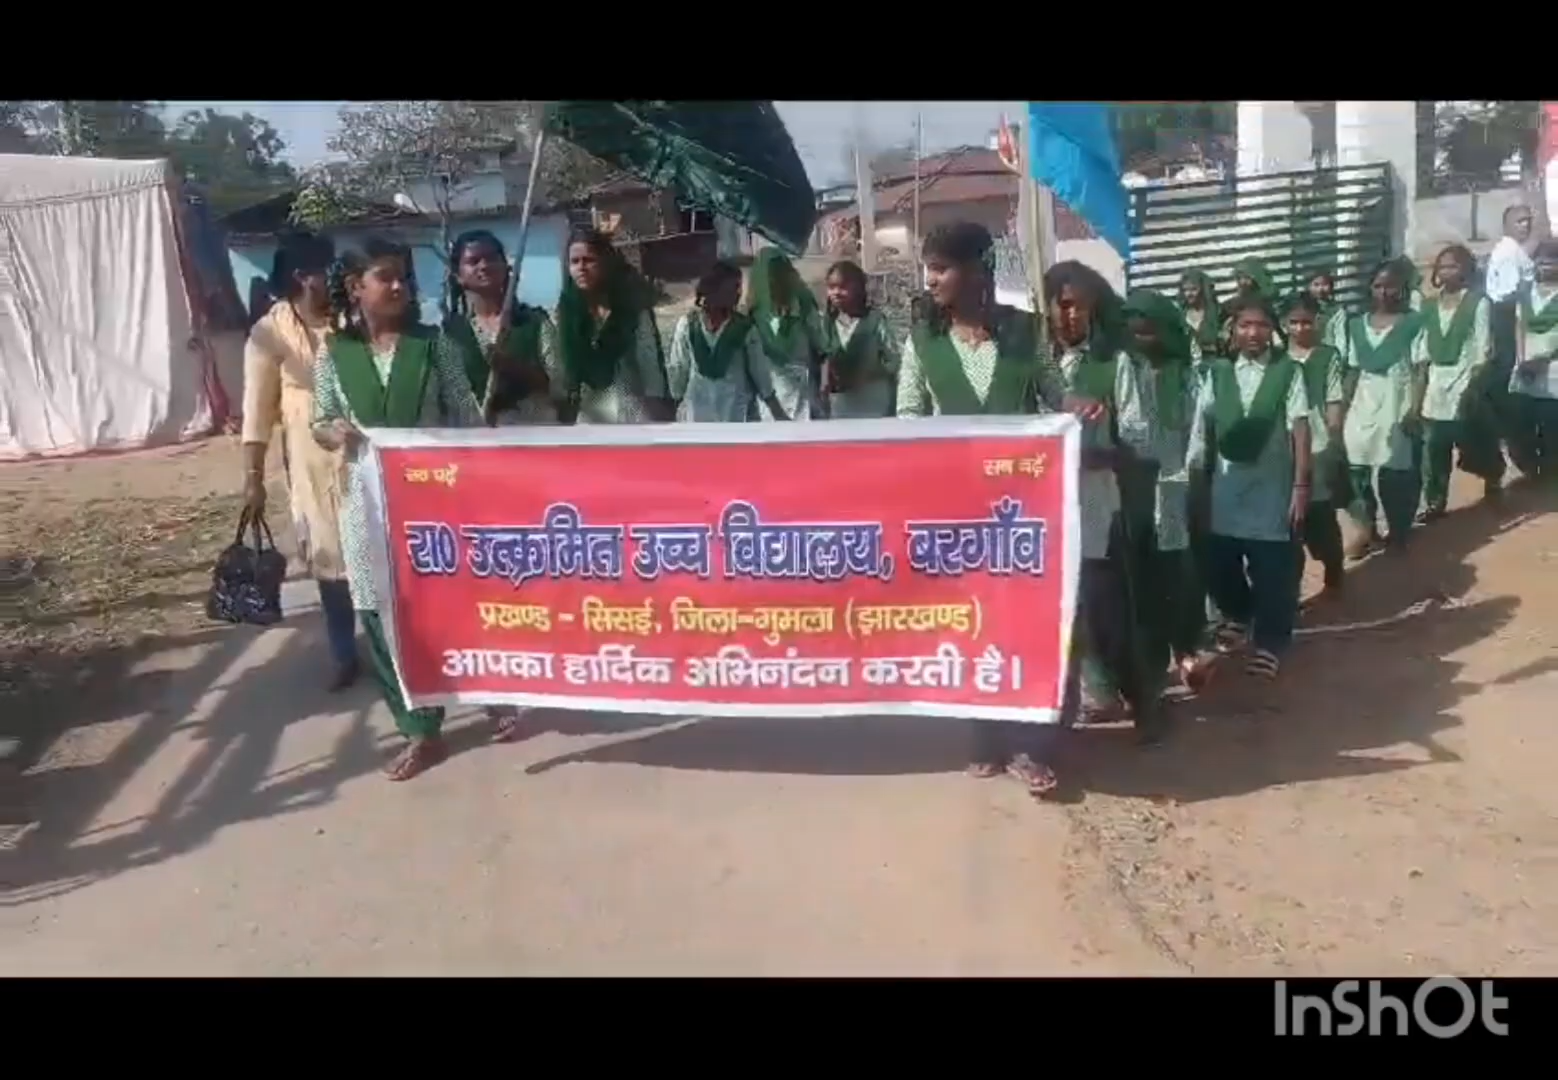 सब पढ़ें सब बढ़ें
रा० उत्क्रमित उच्च विद्यालय, बरगाँव
प्रखण्ड - सिसई, जिला-गुमला (झारखण्ड)
आपका हार्दिक अभिनंदन करती है।
InShOt